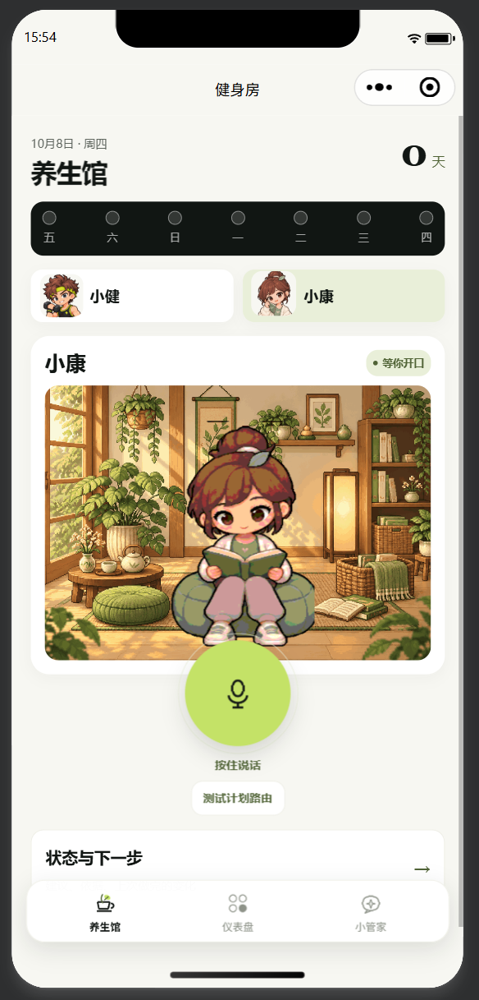 15:54
健身房
10月8日 · 周四
养生馆
0 天
五 六 日 一 二 三 四
小健
小康
小康
• 等你开口
按住说话
测试计划路由
状态与下一步
→
养生馆
仪表盘
小管家